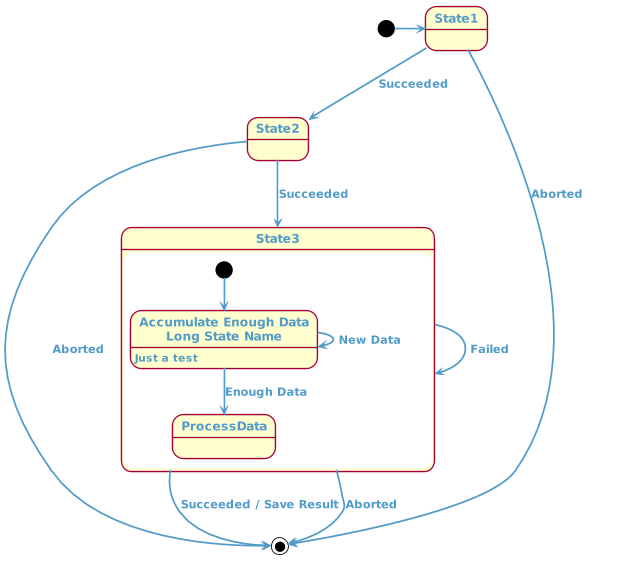 State1
Succeeded
State2
Aborted
Succeeded
State3
Accumulate Enough Data
Long State Name
New Data
Just a test
Aborted
Failed
Enough Data
ProcessData
Succeeded / Save Result
Aborted